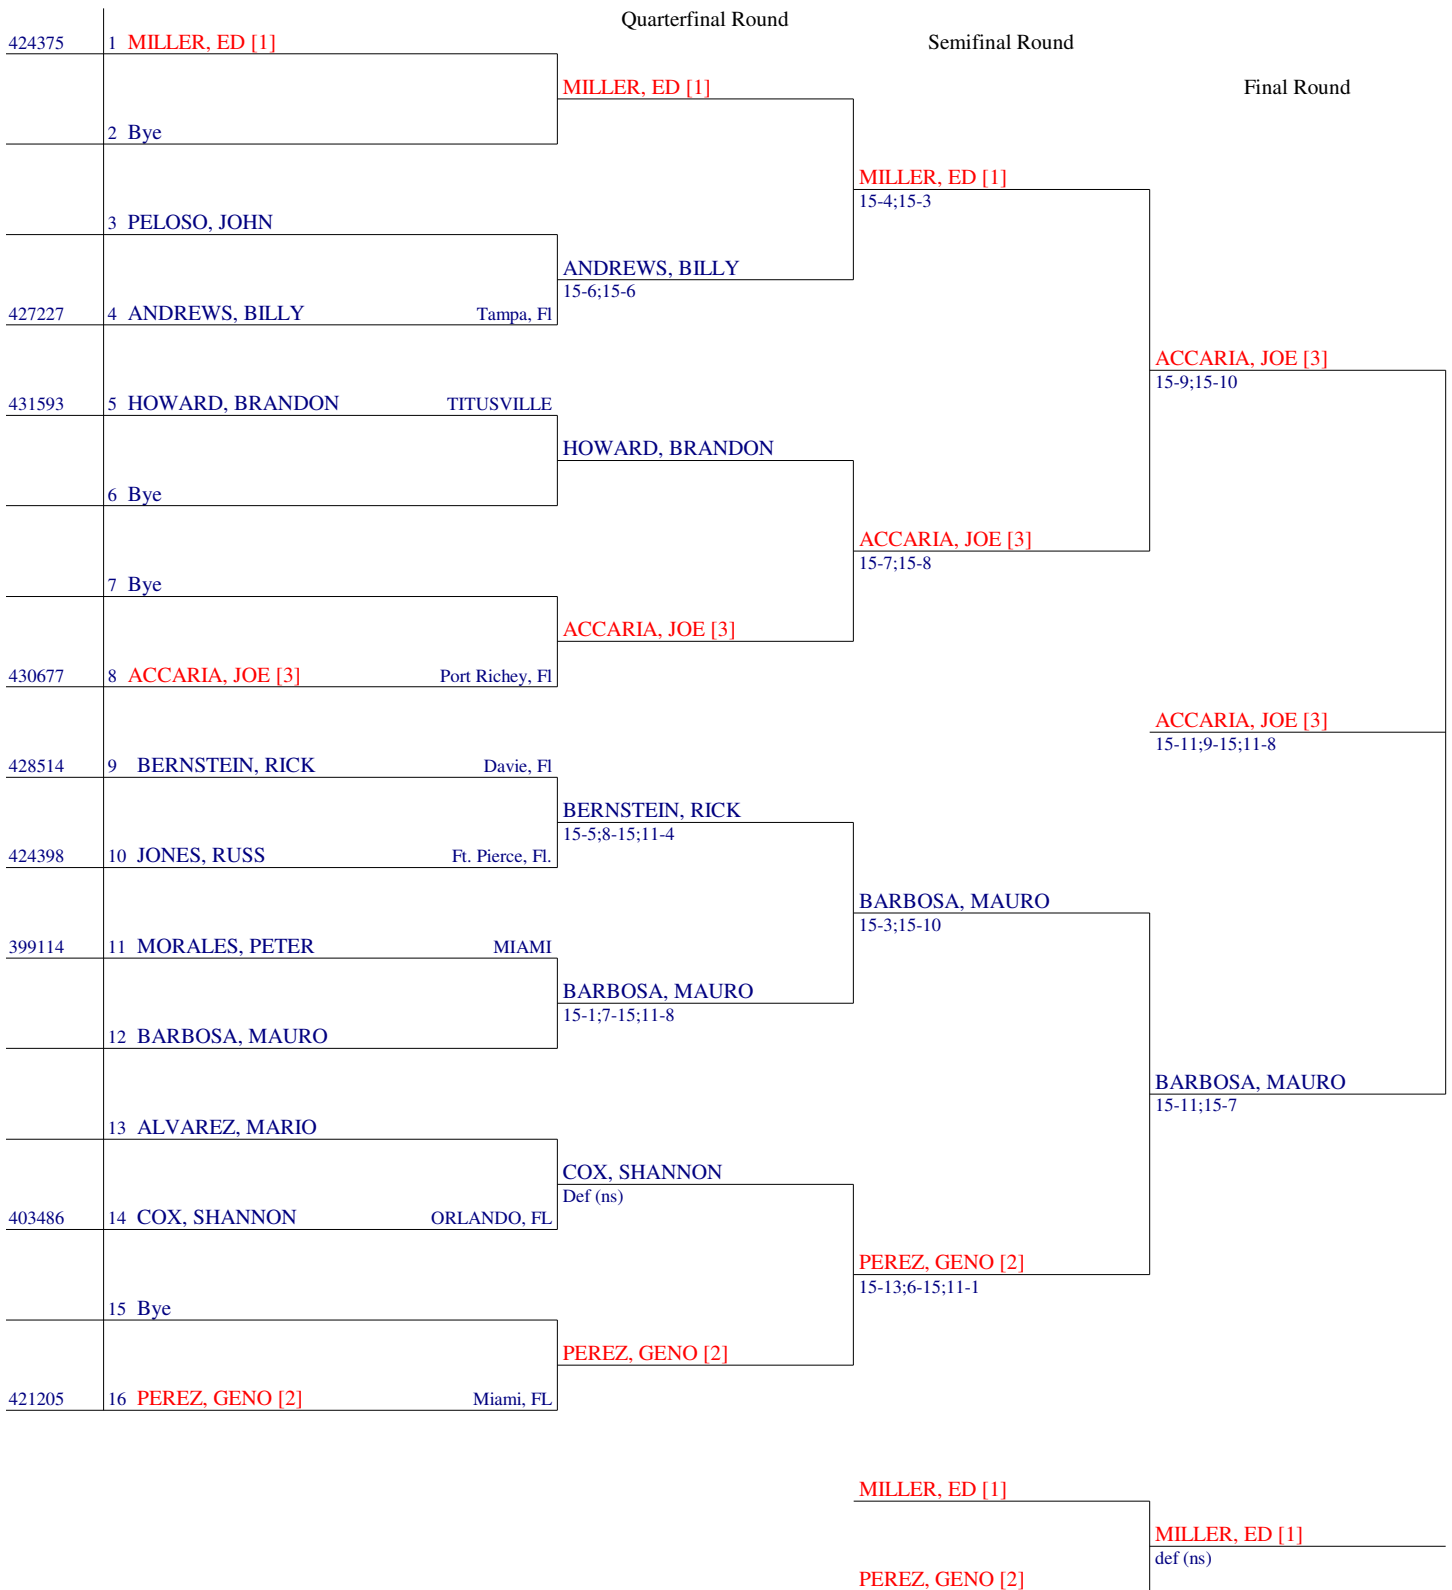 Quarterfinal Round
Semifinal Round
Final Round
424375 1 MILLER, ED [1]
MILLER, ED [1]
2 Bye
MILLER, ED [1]
15-4;15-3
3 PELOSO, JOHN
ANDREWS, BILLY
15-6;15-6
427227 4 ANDREWS, BILLY Tampa, Fl
ACCARIA, JOE [3]
15-9;15-10
431593 5 HOWARD, BRANDON TITUSVILLE
HOWARD, BRANDON
6 Bye
ACCARIA, JOE [3]
15-7;15-8
7 Bye
ACCARIA, JOE [3]
430677 8 ACCARIA, JOE [3] Port Richey, Fl
ACCARIA, JOE [3]
15-11;9-15;11-8
428514 9 BERNSTEIN, RICK Davie, Fl
BERNSTEIN, RICK
15-5;8-15;11-4
424398 10 JONES, RUSS Ft. Pierce, Fl.
BARBOSA, MAURO
15-3;15-10
399114 11 MORALES, PETER MIAMI
BARBOSA, MAURO
15-1;7-15;11-8
12 BARBOSA, MAURO
BARBOSA, MAURO
15-11;15-7
13 ALVAREZ, MARIO
COX, SHANNON
Def (ns)
403486 14 COX, SHANNON ORLANDO, FL
PEREZ, GENO [2]
15-13;6-15;11-1
15 Bye
PEREZ, GENO [2]
421205 16 PEREZ, GENO [2] Miami, FL
MILLER, ED [1]
MILLER, ED [1]
def (ns)
PEREZ, GENO [2]